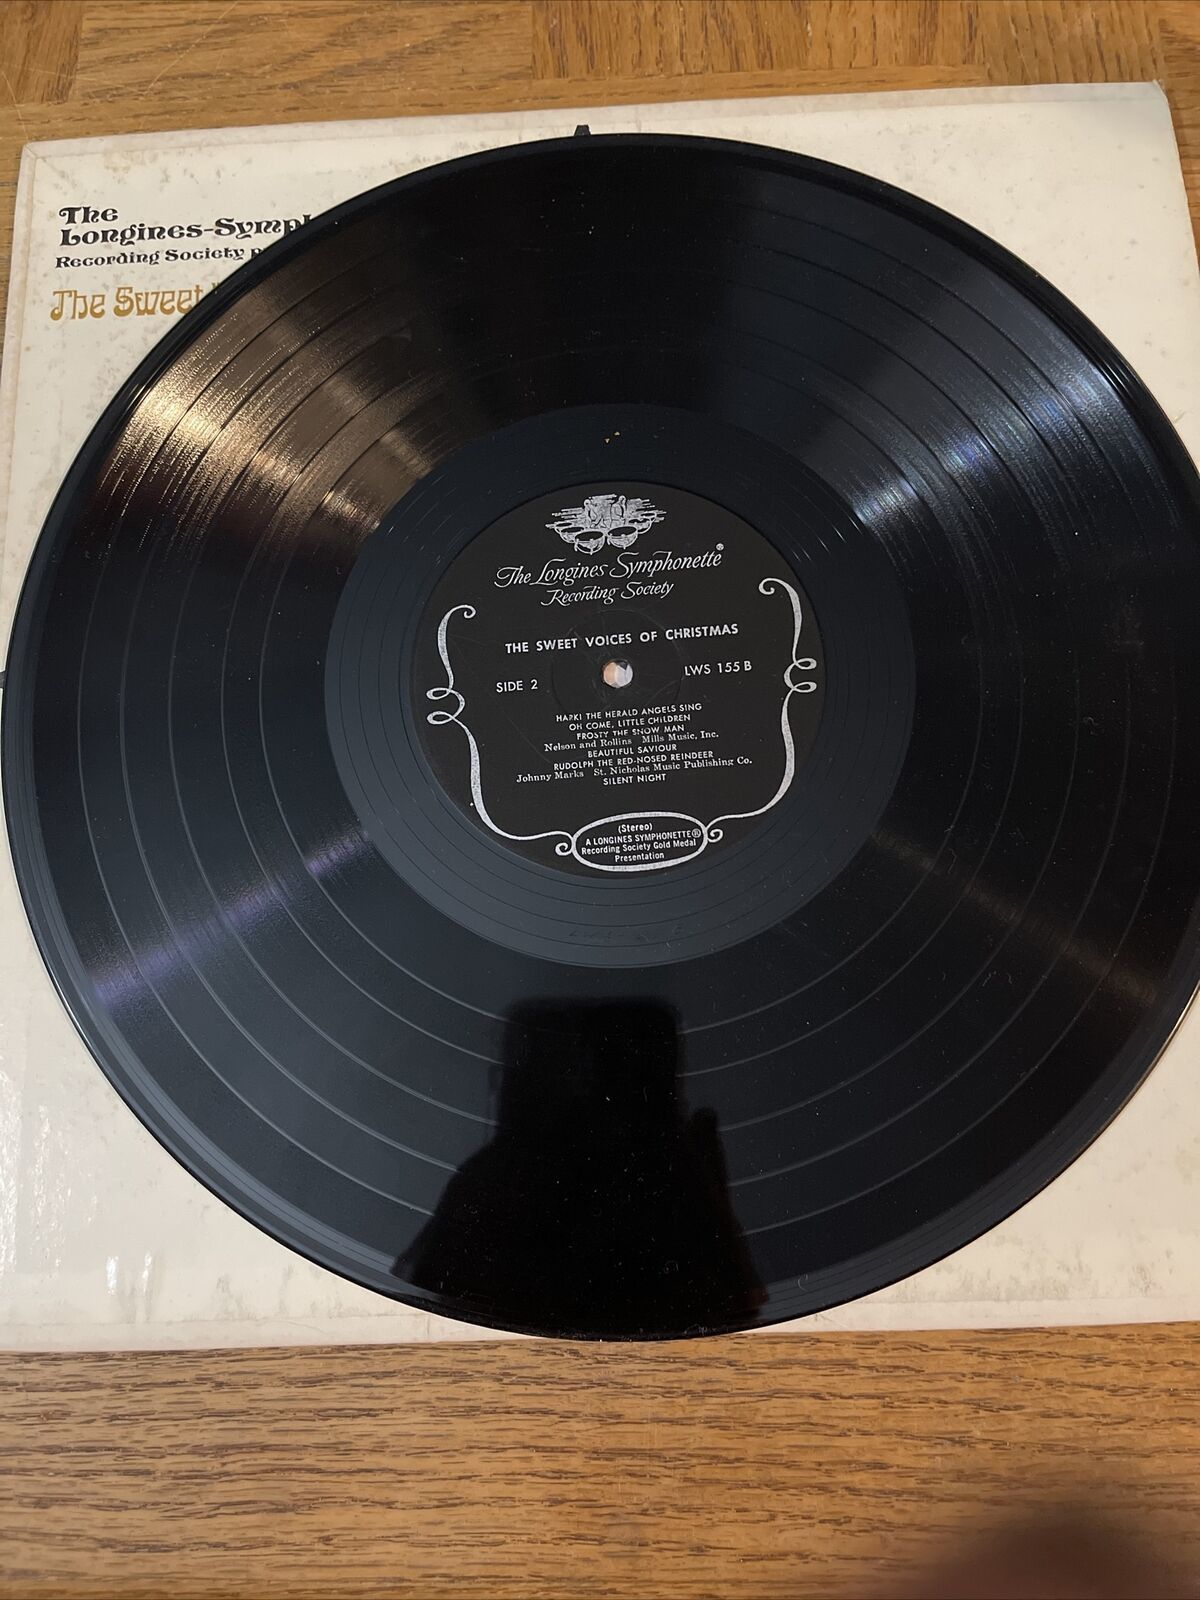 The
Longines-Symph
Recording Society p
The Sweet
The Longines Symphonette®
Recording Society
THE SWEET VOICES OF CHRISTMAS
SIDE 2
LWS 155 B
HARK! THE HERALD ANGELS SING
OH COME, LITTLE CHILDREN
FROSTY THE SNOW MAN
Nelson and Rollins Mills Music, Inc.
BEAUTIFUL SAVIOUR
RUDOLPH THE RED-NOSED REINDEER
Johnny Marks St. Nicholas Music Publishing Co.
SILENT NIGHT
(Stereo)
A LONGINES SYMPHONETTE®
Recording Society Gold Medal
Presentation